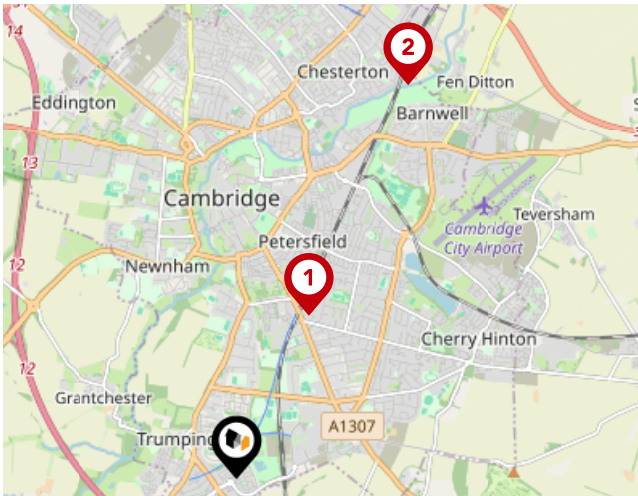 14
2
Chesterton
Fen Ditton
Eddington
Barnwell
13
Cambridge
Teversham
Petersfield
Cambridge
City Airport
12
Newnham
1
Cherry Hinton
12
Grantchester
A1307
Trumping